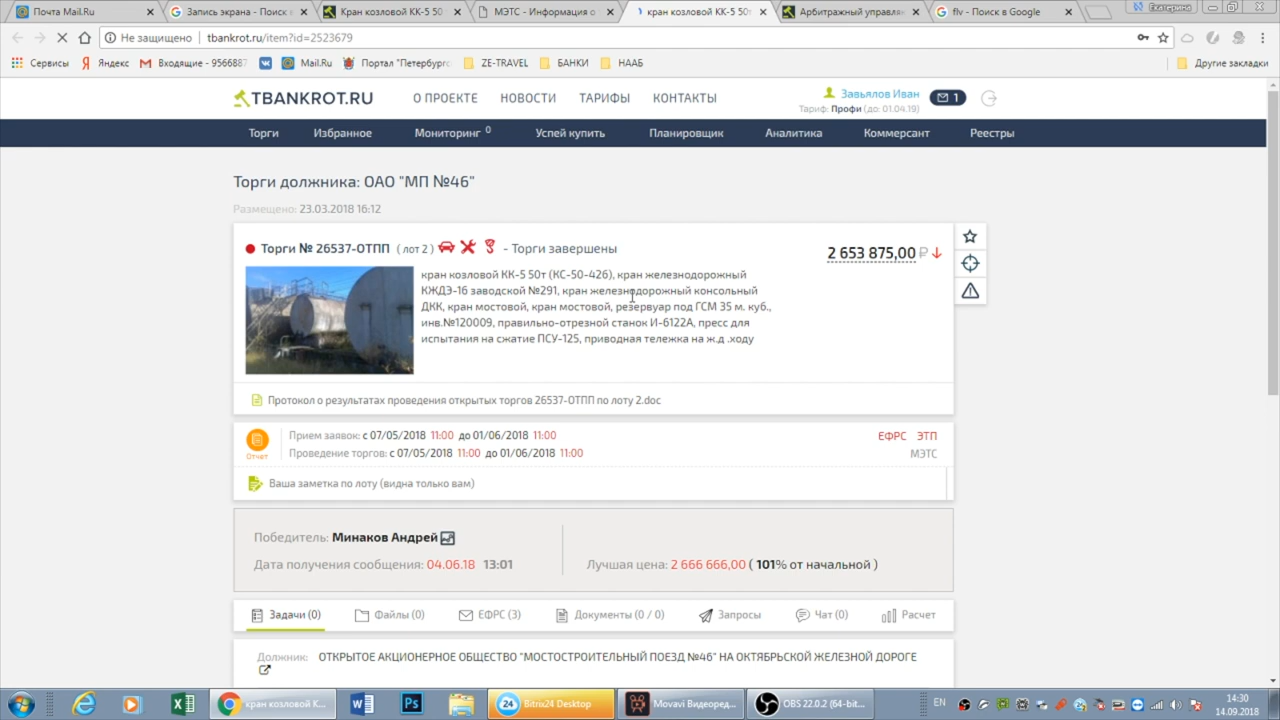 Почта Mail.Ru
Запись экрана - Поиск в
Кран козловой КК-5 50
МЭТС - Информация о
кран козловой КК-5 50т
Арбитражный управля
flv - Поиск в Google
Екатерина
Не защищено
tbankrot.ru/item?id=2523679
Сервисы
Яндекс
Входящие - 9566887
Mail.Ru
Портал "Петербург
ZE-TRAVEL
БАНКИ
НААБ
Другие закладки
TBANKROT.RU
О ПРОЕКТЕ
НОВОСТИ
ТАРИФЫ
КОНТАКТЫ
Завьялов Иван
1
Тариф: Профи (до: 01.04.19)
Торги
Избранное
Мониторинг 0
Успей купить
Планировщик
Аналитика
Коммерсант
Реестры
Торги должника: ОАО "МП №46"
Размещено: 23.03.2018 16:12
Торги № 26537-ОТПП ( лот 2 ) - Торги завершены
2 653 875,00 ₽
кран козловой КК-5 50т (КС-50-426), кран железнодорожный
КЖДЭ-16 заводской №291, кран железнодорожный консольный
ДКК, кран мостовой, кран мостовой, резервуар под ГСМ 35 м. куб.,
инв.№120009, правильно-отрезной станок И-6122А, пресс для
испытания на сжатие ПСУ-125, приводная тележка на ж.д .ходу
Протокол о результатах проведения открытых торгов 26537-ОТПП по лоту 2.doc
Отчет
Прием заявок: с 07/05/2018 11:00 до 01/06/2018 11:00
ЕФРС ЭТП
Проведение торгов: с 07/05/2018 11:00 до 01/06/2018 11:00
МЭТС
Ваша заметка по лоту (видна только вам)
Победитель: Минаков Андрей
Дата получения сообщения: 04.06.18 13:01
Лучшая цена: 2 666 666,00 ( 101% от начальной )
Задачи (0)
Файлы (0)
ЕФРС (3)
Документы (0 / 0)
Запросы
Чат (0)
Расчет
Должник: ОТКРЫТОЕ АКЦИОНЕРНОЕ ОБЩЕСТВО "МОСТОСТРОИТЕЛЬНЫЙ ПОЕЗД №46" НА ОКТЯБРЬСКОЙ ЖЕЛЕЗНОЙ ДОРОГЕ
кран козловой К...
24
Bitrix24 Desktop
Movavi Видеоред...
OBS 22.0.2 (64-bit...
EN
14:30
14.09.2018